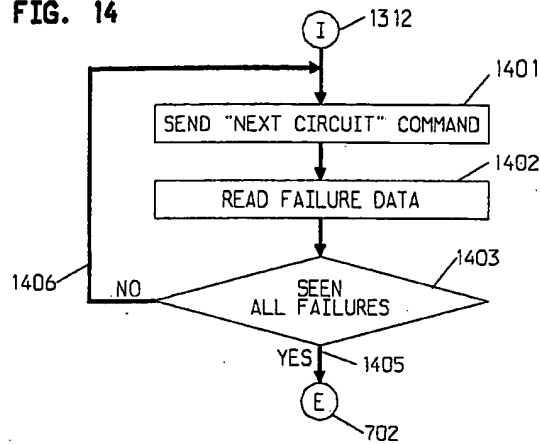 FIG. 14
I
1312
1401
SEND "NEXT CIRCUIT" COMMAND
1402
READ FAILURE DATA
1403
SEEN
ALL FAILURES
1406
NO
YES
1405
E
702